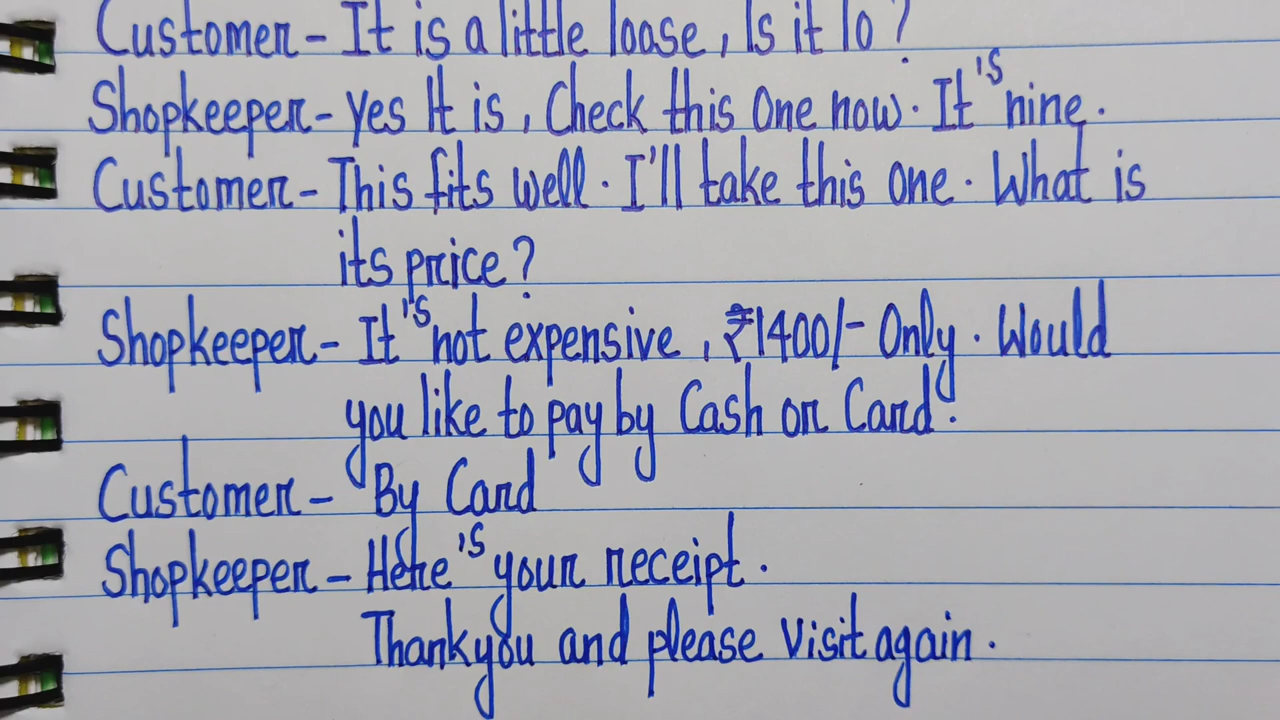 Customer - It is a little loose, Is it 10?
Shopkeeper - yes It is, Check this One now. It's nine.
Customer - This fits well. I'll take this one. What is
its price?
Shopkeeper - It's not expensive, ₹1400/- Only. Would
you like to pay by Cash or Card?
Customer - By Card
Shopkeeper - Here's your receipt.
Thankyou and please visit again.